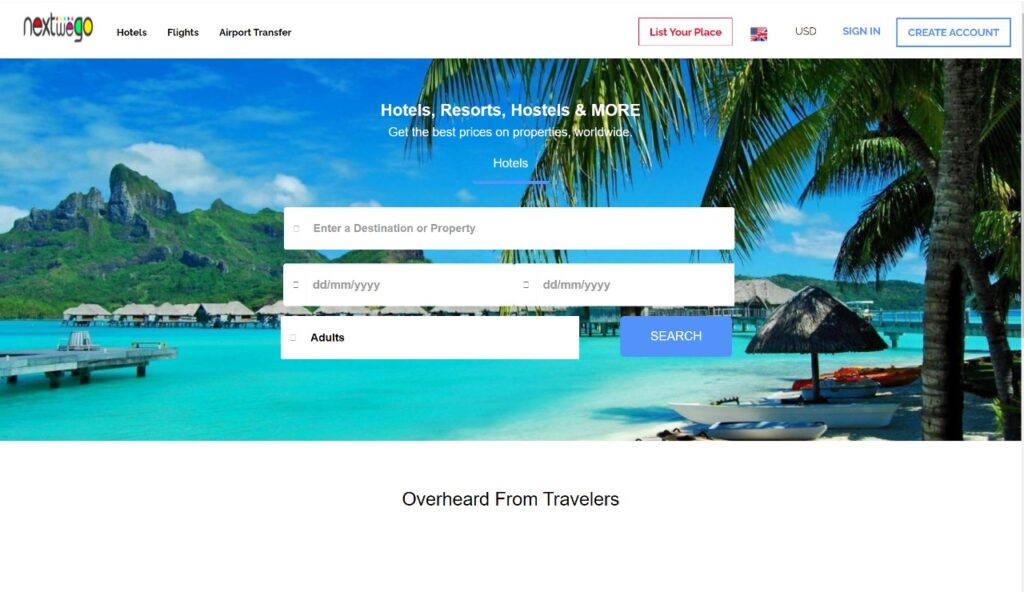 nextwego
Hotels Flights Airport Transfer List Your Place USD SIGN IN CREATE ACCOUNT
Hotels, Resorts, Hostels & MORE
Get the best prices on properties, worldwide.
Hotels
Enter a Destination or Property
dd/mm/yyyy dd/mm/yyyy
Adults SEARCH
Overheard From Travelers